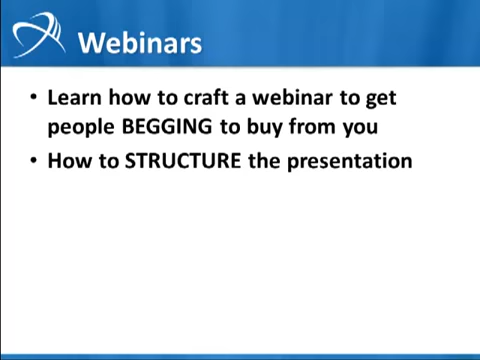 Webinars
• Learn how to craft a webinar to get
people BEGGING to buy from you
• How to STRUCTURE the presentation